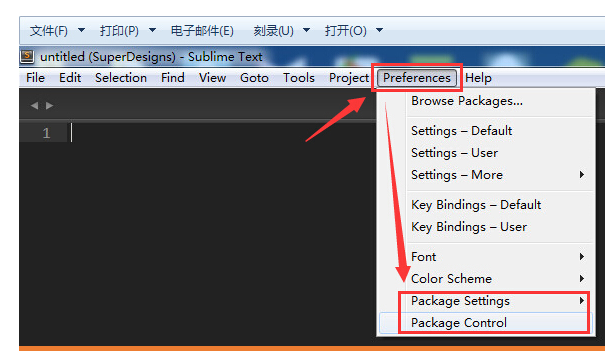 文件(F) 打印(P) 电子邮件(E) 刻录(U) 打开(O)
untitled (SuperDesigns) - Sublime Text
File Edit Selection Find View Goto Tools Project Preferences Help
Browse Packages...
1
Settings – Default
Settings – User
Settings – More
Key Bindings – Default
Key Bindings – User
Font
Color Scheme
Package Settings
Package Control